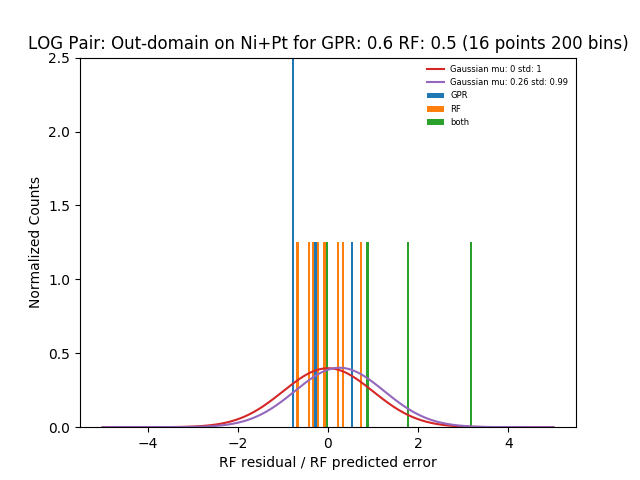 LOG Pair: Out-domain on Ni+Pt for GPR: 0.6 RF: 0.5 (16 points 200 bins)
2.5
2.0
1.5
1.0
0.5
0.0
Normalized Counts
Gaussian mu: 0 std: 1
Gaussian mu: 0.26 std: 0.99
GPR
RF
both
−4
−2
0
2
4
RF residual / RF predicted error